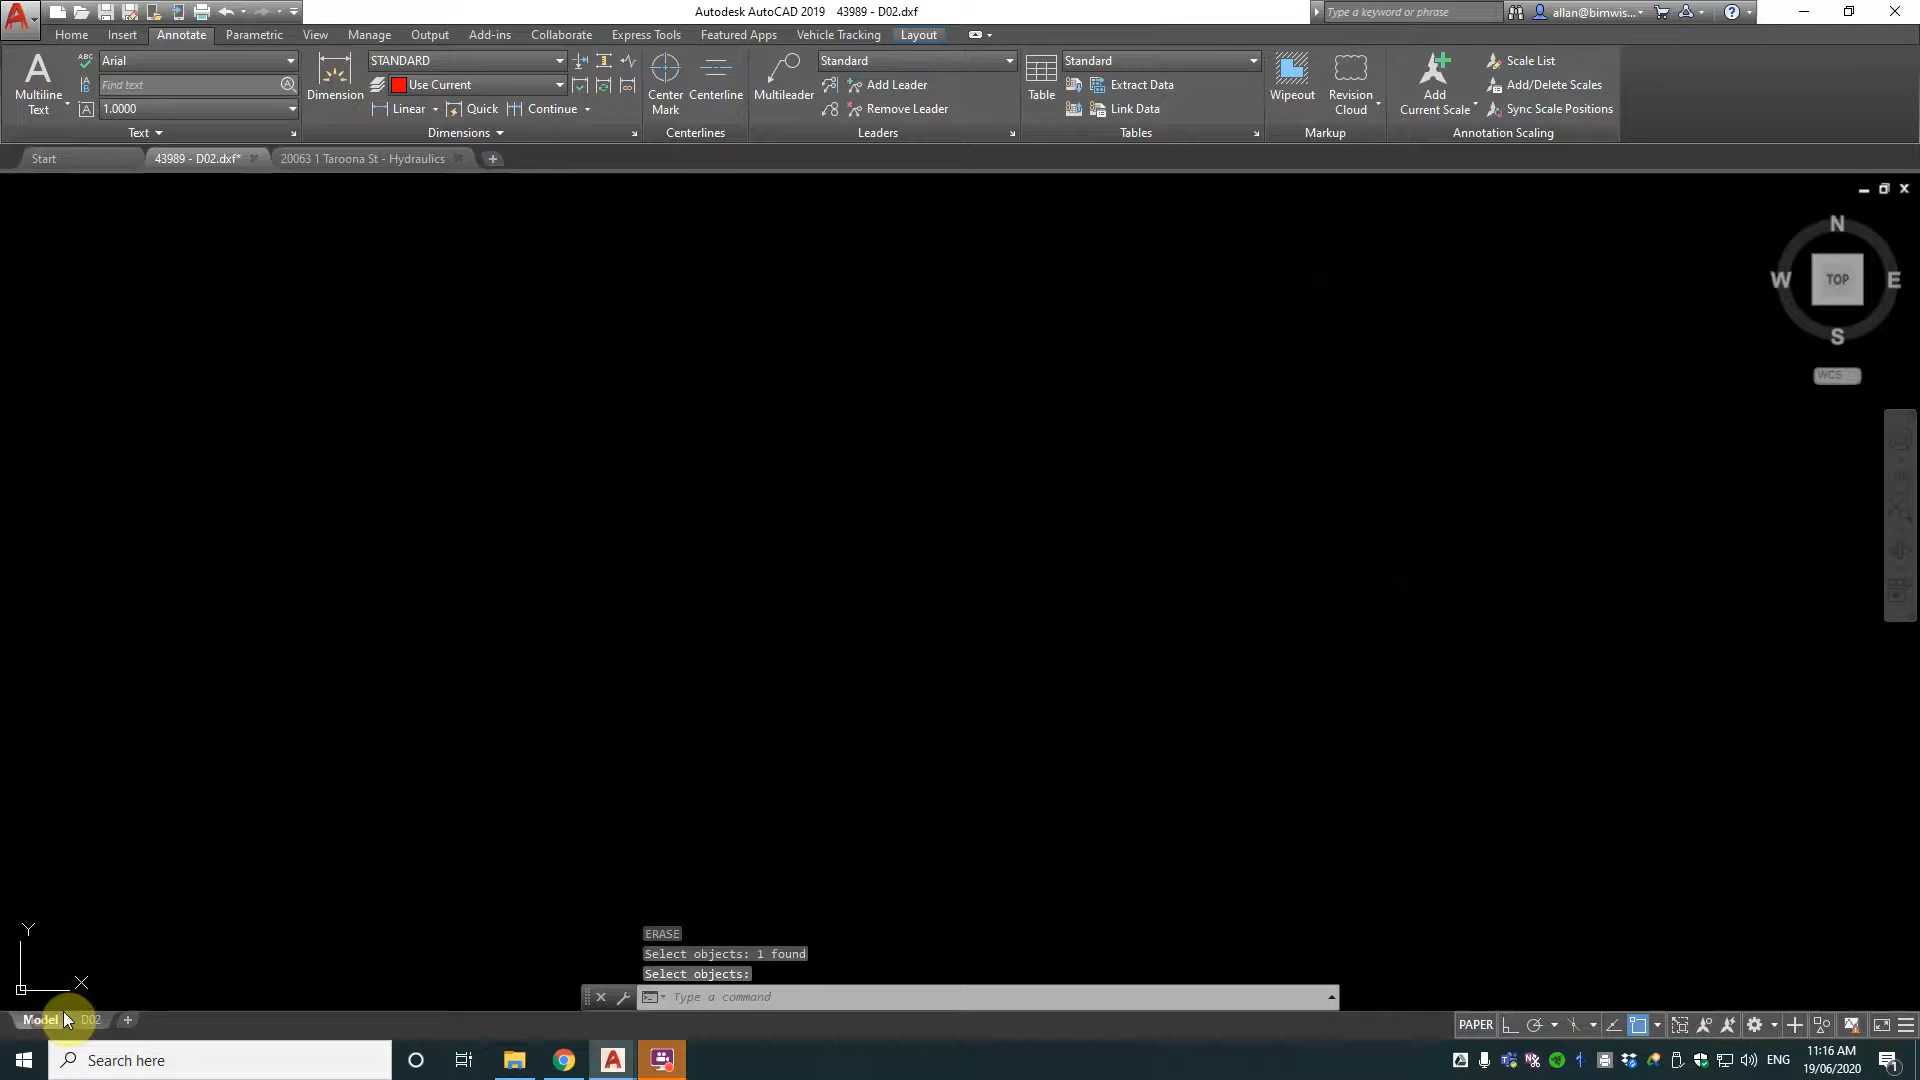 Autodesk AutoCAD 2019 43989 - D02.dxf
Type a keyword or phrase
allan@bimwis...
Home Insert Annotate Parametric View Manage Output Add-ins Collaborate Express Tools Featured Apps Vehicle Tracking Layout
A Multiline Text
ABC Arial
Find text
A 1.0000
Text
Dimension
STANDARD
Use Current
Linear Quick Continue
Dimensions
Center Mark
Centerline
Centerlines
Multileader
Standard
Add Leader
Remove Leader
Leaders
Table
Standard
Extract Data
Link Data
Tables
Wipeout
Revision Cloud
Markup
Add Current Scale
Scale List
Add/Delete Scales
Sync Scale Positions
Annotation Scaling
Start 43989 - D02.dxf* 20063 1 Taroona St - Hydraulics
N
W TOP E
S
WCS
Y
X
ERASE
Select objects: 1 found
Select objects:
Type a command
Model D02
PAPER
Search here
ENG
11:16 AM
19/06/2020
1